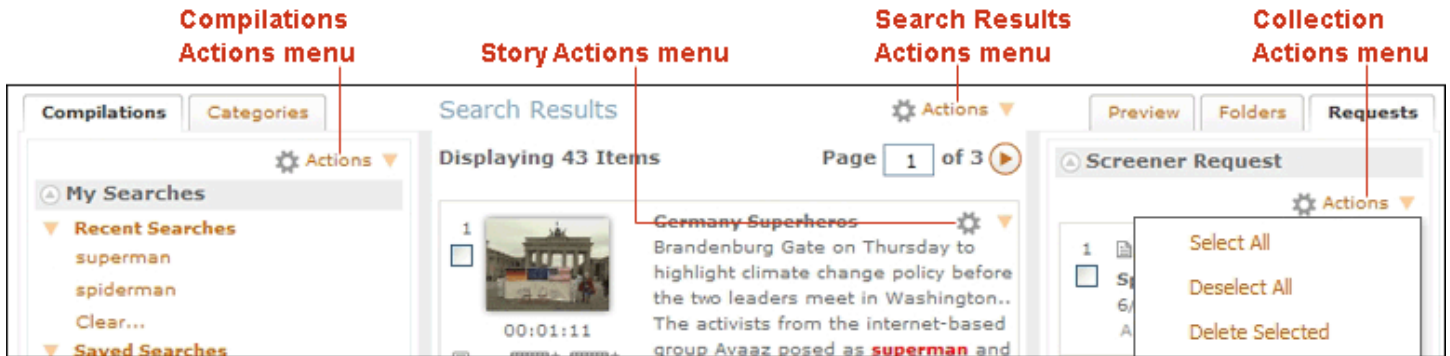 Compilations
Actions menu
Story Actions menu
Search Results
Actions menu
Collection
Actions menu
Compilations
Categories
Actions
My Searches
Recent Searches
superman
spiderman
Clear...
Saved Searches
Search Results
Actions
Displaying 43 Items
Page 1 of 3
1
Germany Superheros
Brandenburg Gate on Thursday to
highlight climate change policy before
the two leaders meet in Washington..
The activists from the internet-based
group Avaaz posed as superman and
00:01:11
Preview
Folders
Requests
Screener Request
Actions
1
Sp
6/
A
Select All
Deselect All
Delete Selected